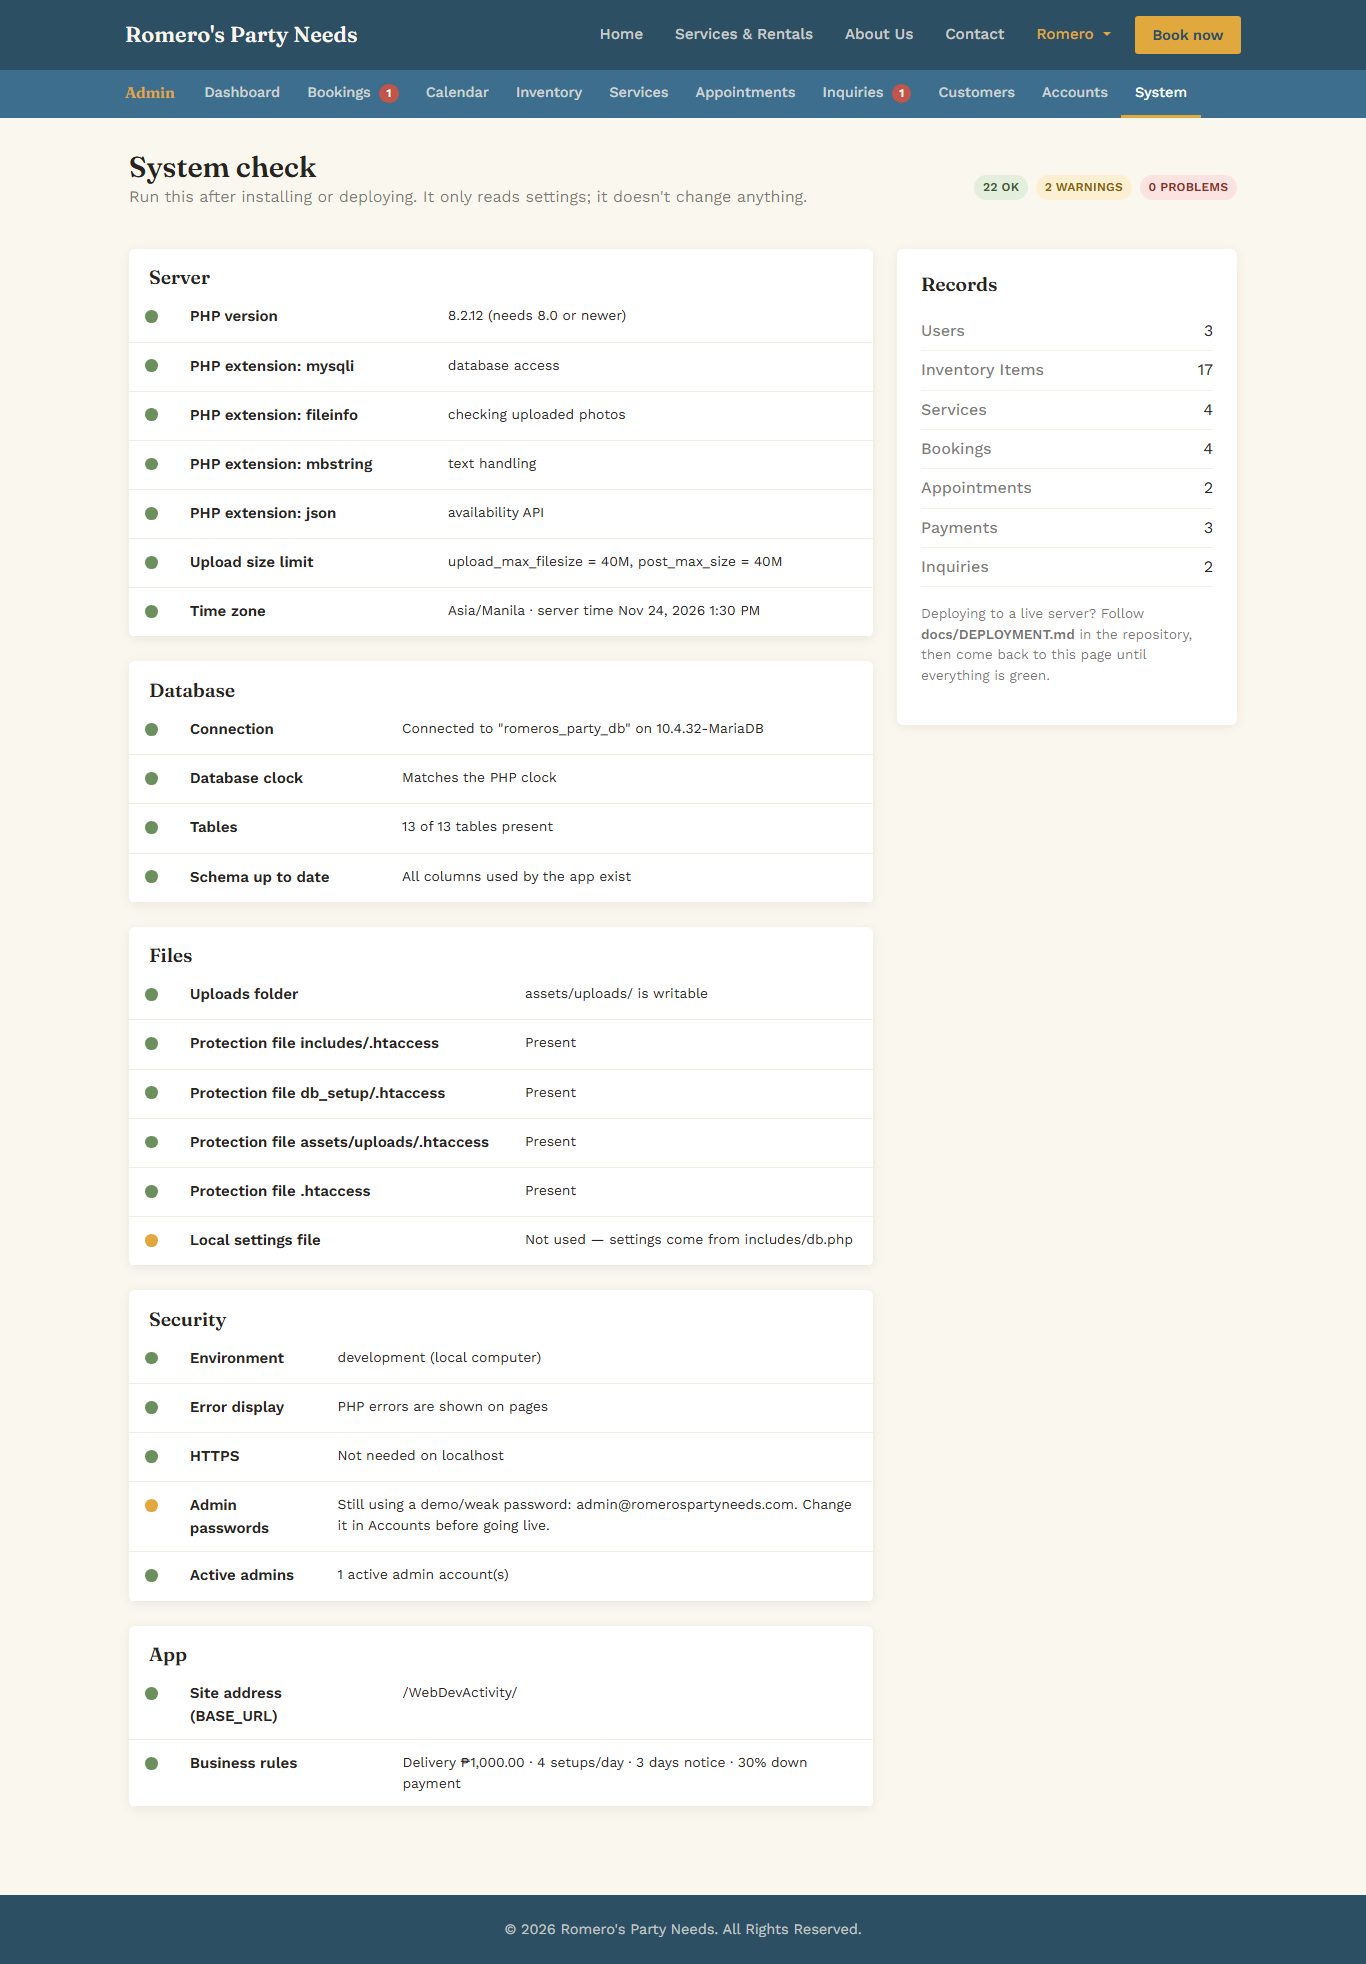 Romero's Party Needs
Home
Services & Rentals
About Us
Contact
Romero
Book now
Admin
Dashboard
Bookings 1
Calendar
Inventory
Services
Appointments
Inquiries 1
Customers
Accounts
System
System check
Run this after installing or deploying. It only reads settings; it doesn't change anything.
22 OK
2 WARNINGS
0 PROBLEMS
Server
PHP version 8.2.12 (needs 8.0 or newer)
PHP extension: mysqli database access
PHP extension: fileinfo checking uploaded photos
PHP extension: mbstring text handling
PHP extension: json availability API
Upload size limit upload_max_filesize = 40M, post_max_size = 40M
Time zone Asia/Manila · server time Nov 24, 2026 1:30 PM
Database
Connection Connected to "romeros_party_db" on 10.4.32-MariaDB
Database clock Matches the PHP clock
Tables 13 of 13 tables present
Schema up to date All columns used by the app exist
Files
Uploads folder assets/uploads/ is writable
Protection file includes/.htaccess Present
Protection file db_setup/.htaccess Present
Protection file assets/uploads/.htaccess Present
Protection file .htaccess Present
Local settings file Not used — settings come from includes/db.php
Security
Environment development (local computer)
Error display PHP errors are shown on pages
HTTPS Not needed on localhost
Admin passwords
Still using a demo/weak password: admin@romerospartyneeds.com. Change
it in Accounts before going live.
Active admins 1 active admin account(s)
App
Site address
(BASE_URL)
/WebDevActivity/
Business rules
Delivery ₱1,000.00 · 4 setups/day · 3 days notice · 30% down
payment
Records
Users 3
Inventory Items 17
Services 4
Bookings 4
Appointments 2
Payments 3
Inquiries 2
Deploying to a live server? Follow
docs/DEPLOYMENT.md in the repository,
then come back to this page until
everything is green.
© 2026 Romero's Party Needs. All Rights Reserved.